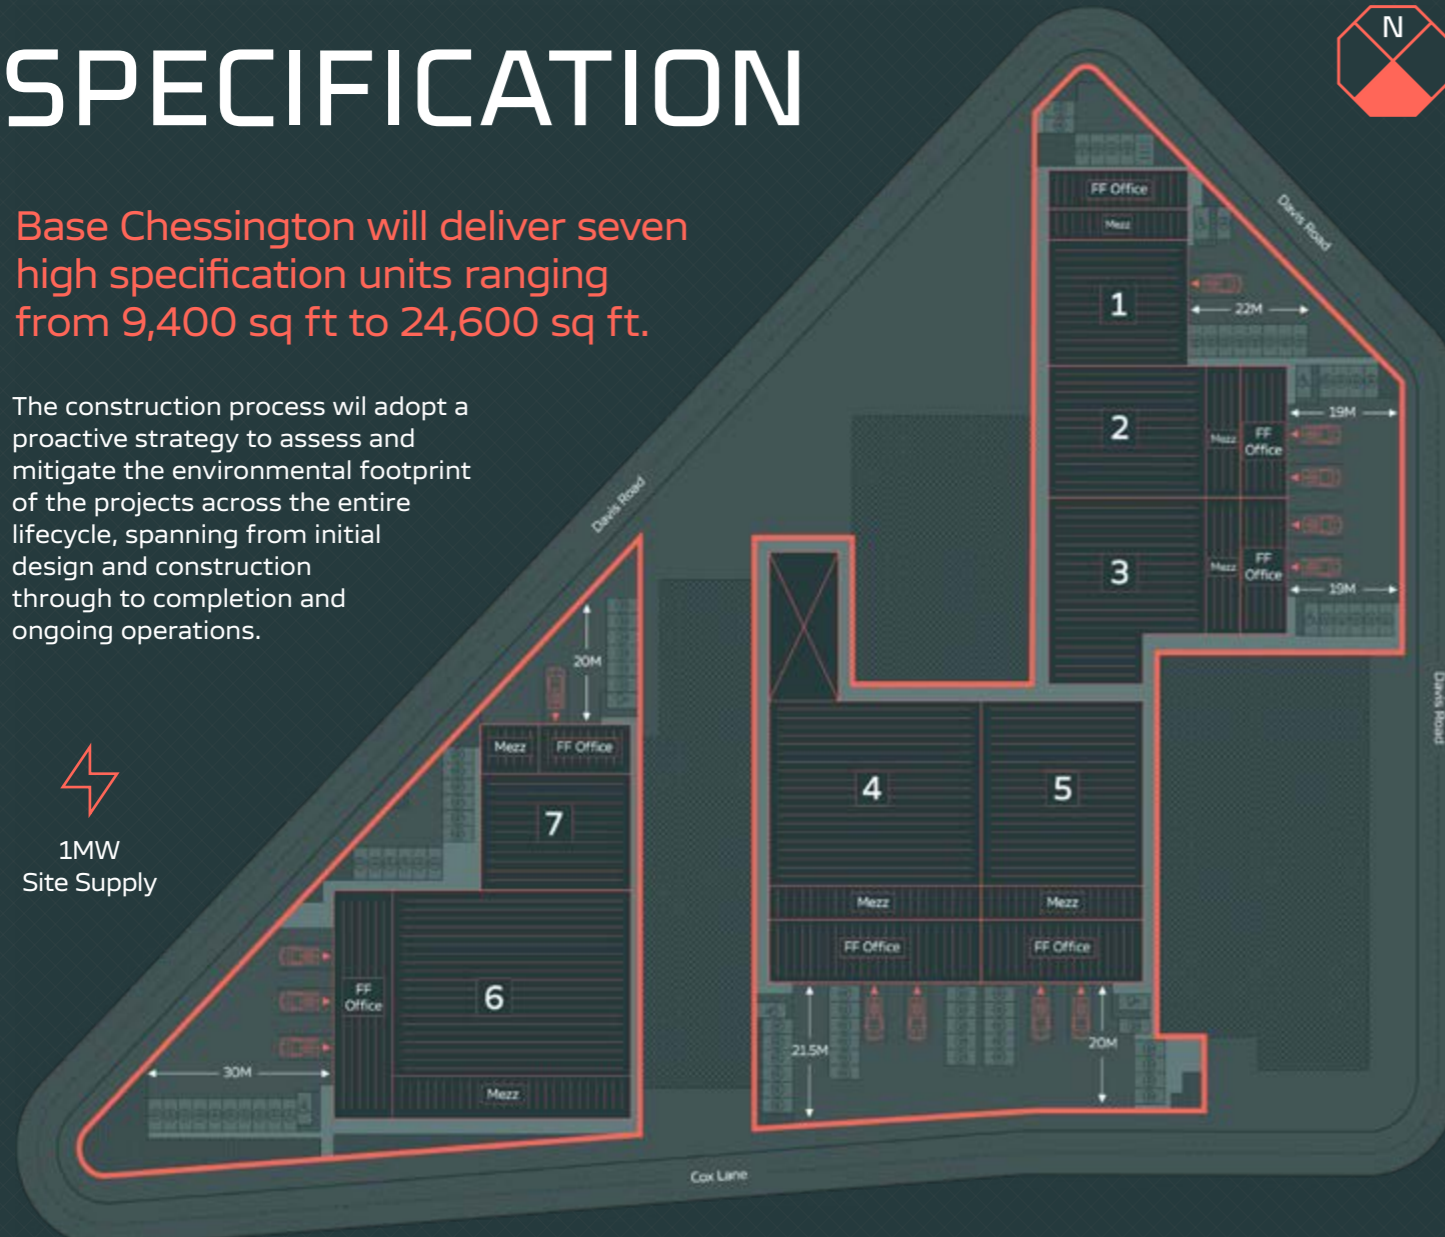 SPECIFICATION
Base Chessington will deliver seven
high specification units ranging
from 9,400 sq ft to 24,600 sq ft.
The construction process wil adopt a
proactive strategy to assess and
mitigate the environmental footprint
of the projects across the entire
lifecycle, spanning from initial
design and construction
through to completion and
ongoing operations.
1MW
Site Supply
N
Davis Road
FF Office
Mezz
1
22M
2
Mezz
FF
Office
19M
3
Mezz
FF
Office
19M
Davis Road
Davis Road
20M
Mezz
FF Office
7
4
5
Mezz
Mezz
FF Office
FF Office
21.5M
20M
FF
Office
6
Mezz
30M
Cox Lane